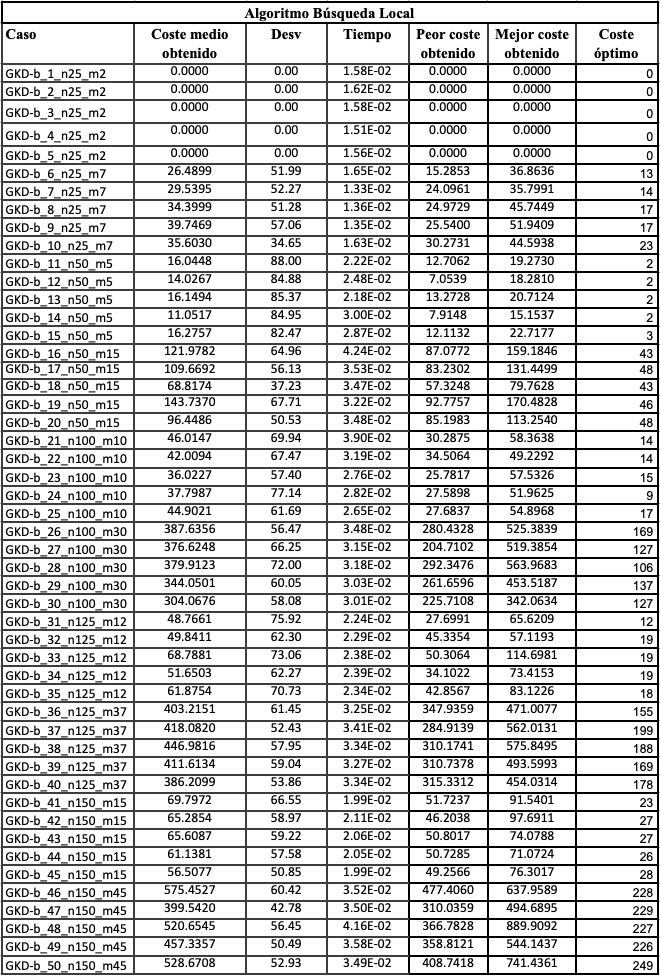 Algoritmo Búsqueda Local
Caso Coste medio obtenido Desv Tiempo Peor coste obtenido Mejor coste obtenido Coste óptimo
GKD-b_1_n25_m2 0.0000 0.00 1.58E-02 0.0000 0.0000 0
GKD-b_2_n25_m2 0.0000 0.00 1.62E-02 0.0000 0.0000 0
GKD-b_3_n25_m2 0.0000 0.00 1.58E-02 0.0000 0.0000 0
GKD-b_4_n25_m2 0.0000 0.00 1.51E-02 0.0000 0.0000 0
GKD-b_5_n25_m2 0.0000 0.00 1.56E-02 0.0000 0.0000 0
GKD-b_6_n25_m7 26.4899 51.99 1.65E-02 15.2853 36.8636 13
GKD-b_7_n25_m7 29.5395 52.27 1.33E-02 24.0961 35.7991 14
GKD-b_8_n25_m7 34.3999 51.28 1.36E-02 24.9729 45.7449 17
GKD-b_9_n25_m7 39.7469 57.06 1.35E-02 25.5400 51.9409 17
GKD-b_10_n25_m7 35.6030 34.65 1.63E-02 30.2731 44.5938 23
GKD-b_11_n50_m5 16.0448 88.00 2.22E-02 12.7062 19.2730 2
GKD-b_12_n50_m5 14.0267 84.88 2.48E-02 7.0539 18.2810 2
GKD-b_13_n50_m5 16.1494 85.37 2.18E-02 13.2728 20.7124 2
GKD-b_14_n50_m5 11.0517 84.95 3.00E-02 7.9148 15.1537 2
GKD-b_15_n50_m5 16.2757 82.47 2.87E-02 12.1132 22.7177 3
GKD-b_16_n50_m15 121.9782 64.96 4.24E-02 87.0772 159.1846 43
GKD-b_17_n50_m15 109.6692 56.13 3.53E-02 83.2302 131.4499 48
GKD-b_18_n50_m15 68.8174 37.23 3.47E-02 57.3248 79.7628 43
GKD-b_19_n50_m15 143.7370 67.71 3.22E-02 92.7757 170.4828 46
GKD-b_20_n50_m15 96.4486 50.53 3.48E-02 85.1983 113.2540 48
GKD-b_21_n100_m10 46.0147 69.94 3.90E-02 30.2875 58.3638 14
GKD-b_22_n100_m10 42.0094 67.47 3.19E-02 34.5064 49.2292 14
GKD-b_23_n100_m10 36.0227 57.40 2.76E-02 25.7817 57.5326 15
GKD-b_24_n100_m10 37.7987 77.14 2.82E-02 27.5898 51.9625 9
GKD-b_25_n100_m10 44.9021 61.69 2.65E-02 27.6837 54.8968 17
GKD-b_26_n100_m30 387.6356 56.47 3.48E-02 280.4328 525.3839 169
GKD-b_27_n100_m30 376.6248 66.25 3.15E-02 204.7102 519.3854 127
GKD-b_28_n100_m30 379.9123 72.00 3.18E-02 292.3476 563.9683 106
GKD-b_29_n100_m30 344.0501 60.05 3.03E-02 261.6596 453.5187 137
GKD-b_30_n100_m30 304.0676 58.08 3.01E-02 225.7108 342.0634 127
GKD-b_31_n125_m12 48.7661 75.92 2.24E-02 27.6991 65.6209 12
GKD-b_32_n125_m12 49.8411 62.30 2.29E-02 45.3354 57.1193 19
GKD-b_33_n125_m12 68.7881 73.06 2.38E-02 50.3064 114.6981 19
GKD-b_34_n125_m12 51.6503 62.27 2.39E-02 34.1022 73.4153 19
GKD-b_35_n125_m12 61.8754 70.73 2.34E-02 42.8567 83.1226 18
GKD-b_36_n125_m37 403.2151 61.45 3.25E-02 347.9359 471.0077 155
GKD-b_37_n125_m37 418.0820 52.43 3.41E-02 284.9139 562.0131 199
GKD-b_38_n125_m37 446.9816 57.95 3.34E-02 310.1741 575.8495 188
GKD-b_39_n125_m37 411.6134 59.04 3.27E-02 310.7378 493.5993 169
GKD-b_40_n125_m37 386.2099 53.86 3.34E-02 315.3312 454.0314 178
GKD-b_41_n150_m15 69.7972 66.55 1.99E-02 51.7237 91.5401 23
GKD-b_42_n150_m15 65.2854 58.97 2.11E-02 46.2038 97.6911 27
GKD-b_43_n150_m15 65.6087 59.22 2.06E-02 50.8017 74.0788 27
GKD-b_44_n150_m15 61.1381 57.58 2.05E-02 50.7285 71.0724 26
GKD-b_45_n150_m15 56.5077 50.85 1.99E-02 49.2566 76.3017 28
GKD-b_46_n150_m45 575.4527 60.42 3.52E-02 477.4060 637.9589 228
GKD-b_47_n150_m45 399.5420 42.78 3.50E-02 310.0359 494.6895 229
GKD-b_48_n150_m45 520.6545 56.45 4.16E-02 366.7828 889.9092 227
GKD-b_49_n150_m45 457.3357 50.49 3.58E-02 358.8121 544.1437 226
GKD-b_50_n150_m45 528.6708 52.93 3.49E-02 408.7418 741.4361 249